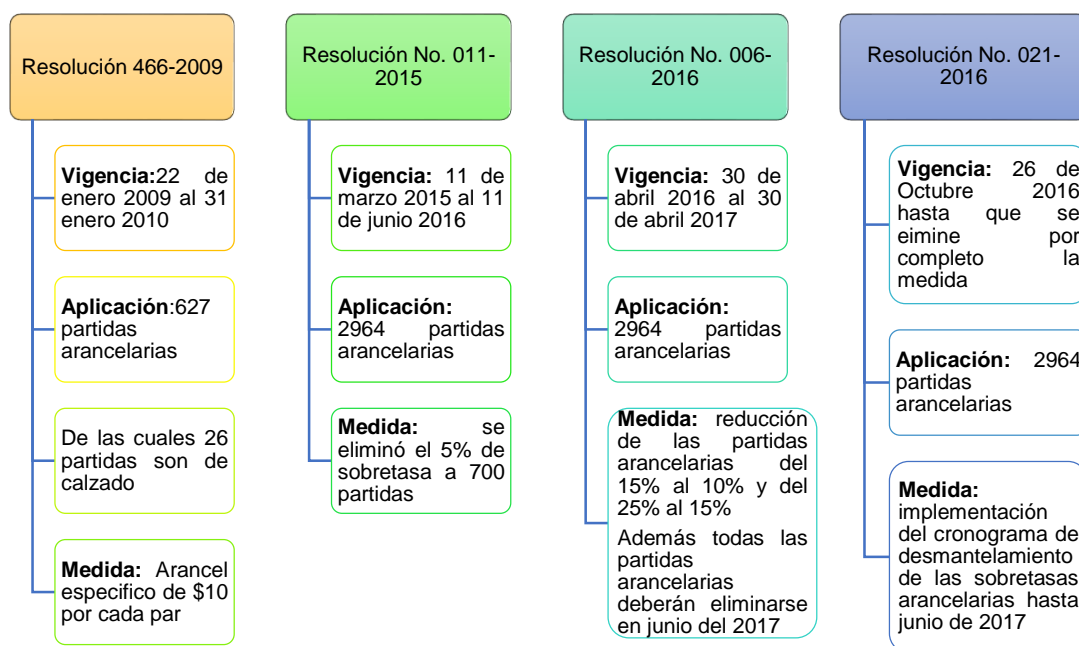 Resolución 466-2009
Vigencia:22 de
enero 2009 al 31
enero 2010
Aplicación:627
partidas
arancelarias
De las cuales 26
partidas son de
calzado
Medida: Arancel
especifico de $10
por cada par
Resolución No. 011-
2015
Vigencia: 11 de
marzo 2015 al 11
de junio 2016
Aplicación:
2964 partidas
arancelarias
Medida: se
eliminó el 5% de
sobretasa a 700
partidas
Resolución No. 006-
2016
Vigencia: 30 de
abril 2016 al 30
de abril 2017
Aplicación:
2964 partidas
arancelarias
Medida: reducción
de las partidas
arancelarias del
15% al 10% y del
25% al 15%
Además todas las
partidas
arancelarias
deberán eliminarse
en junio del 2017
Resolución No. 021-
2016
Vigencia: 26 de
Octubre 2016
hasta que se
eimine por
completo la
medida
Aplicación: 2964
partidas
arancelarias
Medida:
implementación
del cronograma de
desmantelamiento
de las sobretasas
arancelarias hasta
junio de 2017